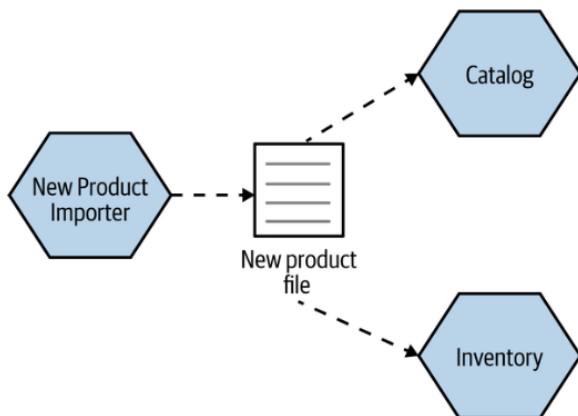 Catalog
New Product
Importer
New product
file
Inventory